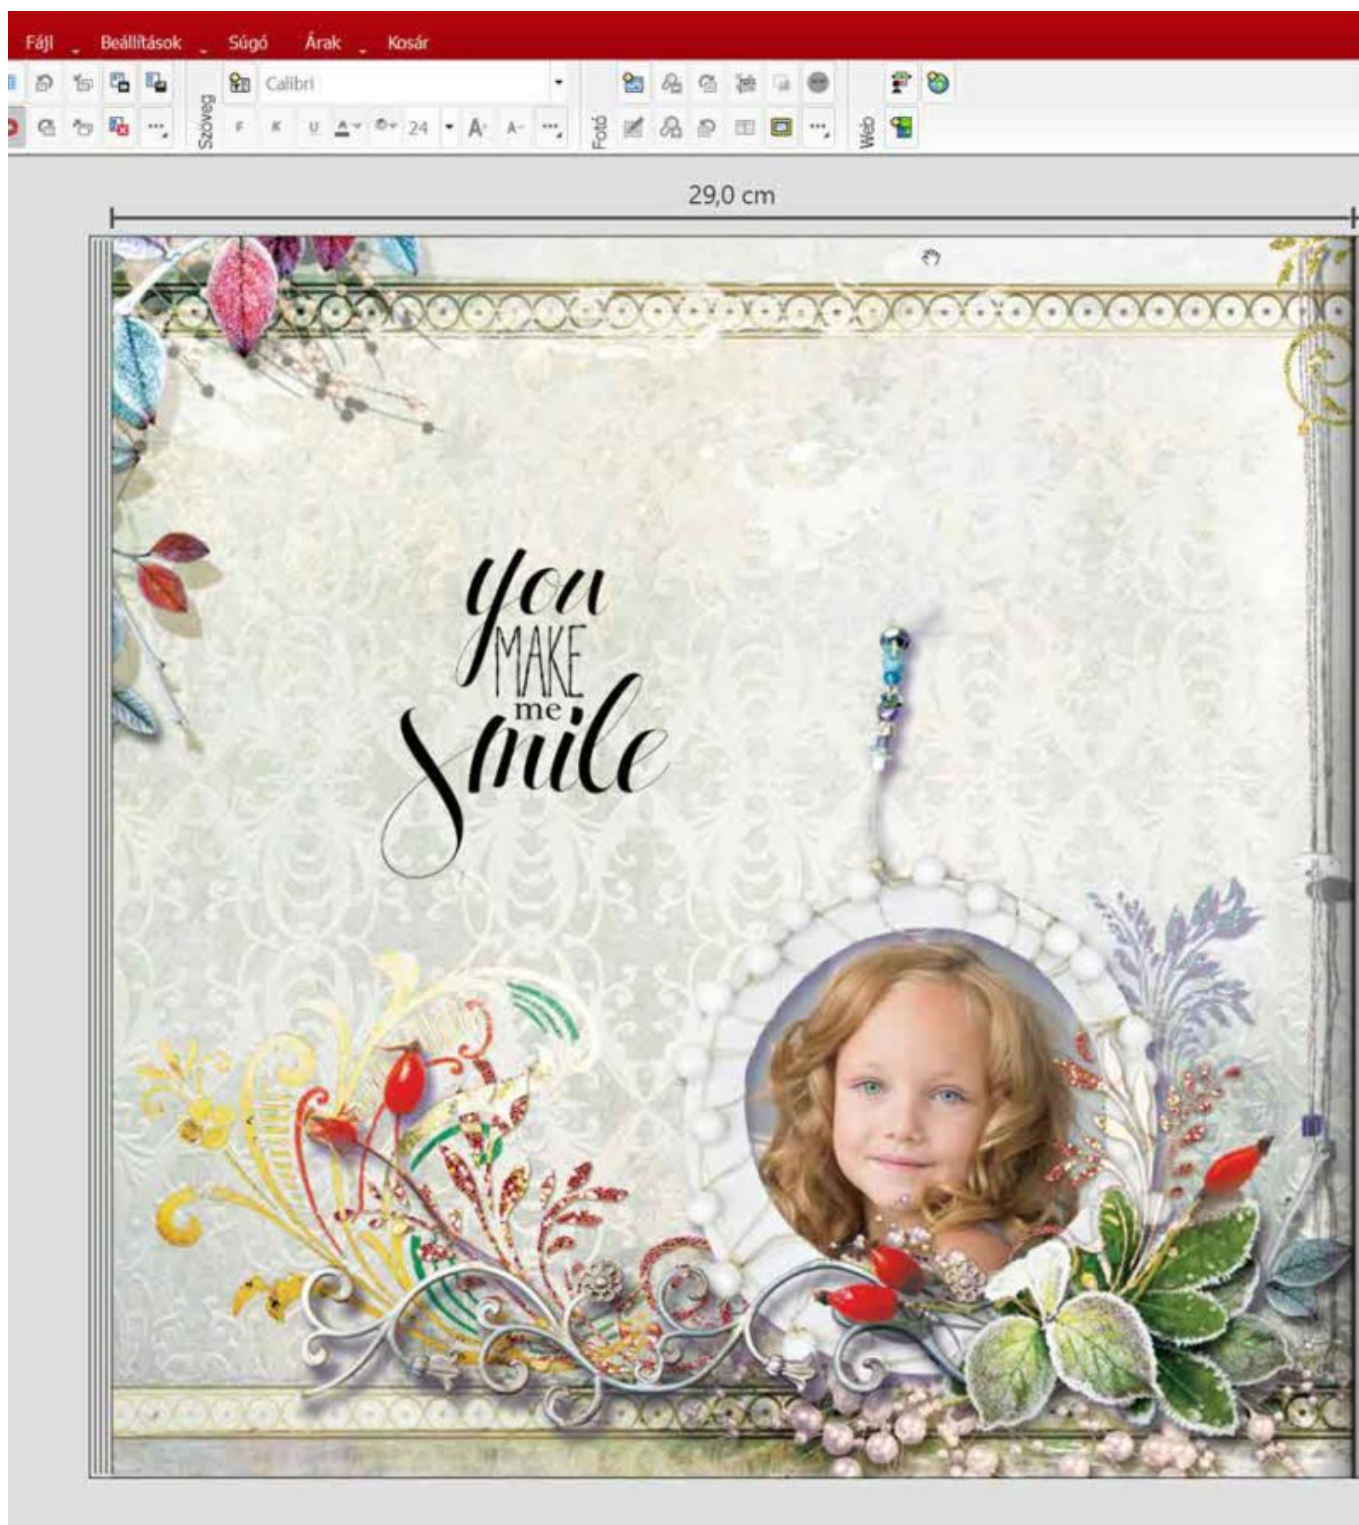 Fájl Beállítások Súgó Árak Kosár
Szöveg
Calibri
F K U A 24 A+ A-
Fotó
Web
29,0 cm
you
MAKE
me
smile